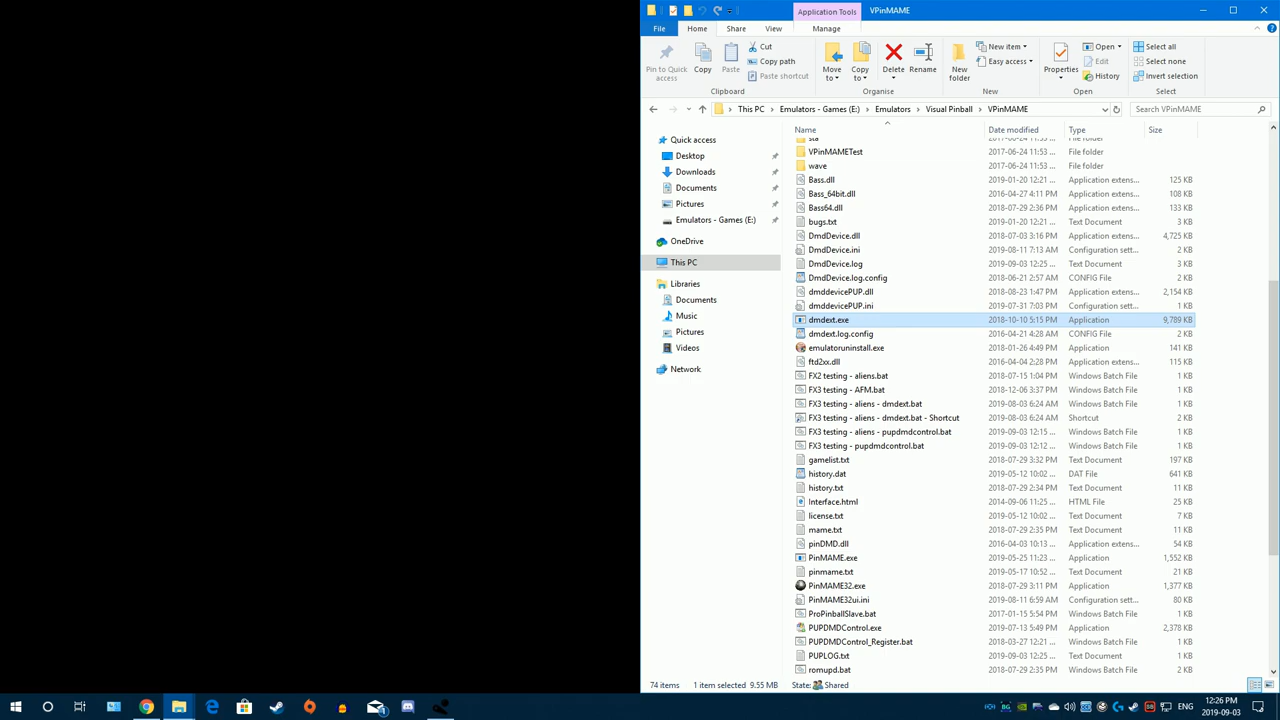 Application Tools
VPinMAME
File
Home
Share
View
Manage
Pin to Quick access
Copy
Paste
Cut
Copy path
Paste shortcut
Move to
Copy to
Delete
Rename
New folder
New item
Easy access
Properties
Open
Edit
History
Select all
Select none
Invert selection
Clipboard
Organise
New
Open
Select
This PC
Emulators - Games (E:)
Emulators
Visual Pinball
VPinMAME
Search VPinMAME
Name
Date modified
Type
Size
Quick access
Desktop
Downloads
Documents
Pictures
Emulators - Games (E:)
OneDrive
This PC
Libraries
Documents
Music
Pictures
Videos
Network
VPinMAMETest 2017-06-24 11:53 ... File folder
wave 2017-06-24 11:53 ... File folder
Bass.dll 2019-01-20 12:21 ... Application extens... 125 KB
Bass_64bit.dll 2016-04-27 4:11 PM Application extens... 108 KB
Bass64.dll 2018-07-29 2:36 PM Application extens... 133 KB
bugs.txt 2019-01-20 12:21 ... Text Document 3 KB
DmdDevice.dll 2018-07-03 3:16 PM Application extens... 4,725 KB
DmdDevice.ini 2019-08-11 7:13 AM Configuration sett... 2 KB
DmdDevice.log 2019-09-03 12:25 ... Text Document 3 KB
DmdDevice.log.config 2018-06-21 2:57 AM CONFIG File 2 KB
dmddevicePUP.dll 2018-08-23 1:47 PM Application extens... 2,154 KB
dmddevicePUP.ini 2019-07-31 7:03 PM Configuration sett... 1 KB
dmdext.exe 2018-10-10 5:15 PM Application 9,789 KB
dmdext.log.config 2016-04-21 4:28 AM CONFIG File 2 KB
emulatoruninstall.exe 2018-01-26 4:49 PM Application 141 KB
ftd2xx.dll 2016-04-04 2:28 PM Application extens... 115 KB
FX2 testing - aliens.bat 2018-07-15 1:04 PM Windows Batch File 1 KB
FX3 testing - AFM.bat 2018-12-06 3:37 PM Windows Batch File 1 KB
FX3 testing - aliens - dmdext.bat 2019-08-03 6:24 AM Windows Batch File 1 KB
FX3 testing - aliens - dmdext.bat - Shortcut 2019-08-03 6:24 AM Shortcut 2 KB
FX3 testing - aliens - pupdmdcontrol.bat 2019-09-03 12:15 ... Windows Batch File 1 KB
FX3 testing - pupdmdcontrol.bat 2019-09-03 12:12 ... Windows Batch File 1 KB
gamelist.txt 2018-07-29 3:32 PM Text Document 197 KB
history.dat 2019-05-12 10:02 ... DAT File 641 KB
history.txt 2018-07-29 2:34 PM Text Document 11 KB
Interface.html 2014-09-06 11:25 ... HTML File 25 KB
license.txt 2019-05-12 10:02 ... Text Document 7 KB
mame.txt 2018-07-29 2:35 PM Text Document 11 KB
pinDMD.dll 2016-04-03 10:13 ... Application extens... 54 KB
PinMAME.exe 2019-05-25 11:23 ... Application 1,552 KB
pinmame.txt 2019-05-17 10:52 ... Text Document 21 KB
PinMAME32.exe 2018-07-29 3:11 PM Application 1,377 KB
PinMAME32ui.ini 2019-08-11 6:59 AM Configuration sett... 80 KB
ProPinballSlave.bat 2017-01-15 5:54 PM Windows Batch File 1 KB
PUPDMDControl.exe 2019-07-13 5:49 PM Application 2,378 KB
PUPDMDControl_Register.bat 2018-03-27 12:21 ... Windows Batch File 1 KB
PUPLOG.txt 2019-09-03 12:25 ... Text Document 1 KB
romupd.bat 2018-07-29 2:35 PM Windows Batch File 2 KB
74 items
1 item selected 9.55 MB
State:
Shared
ENG
12:26 PM
2019-09-03